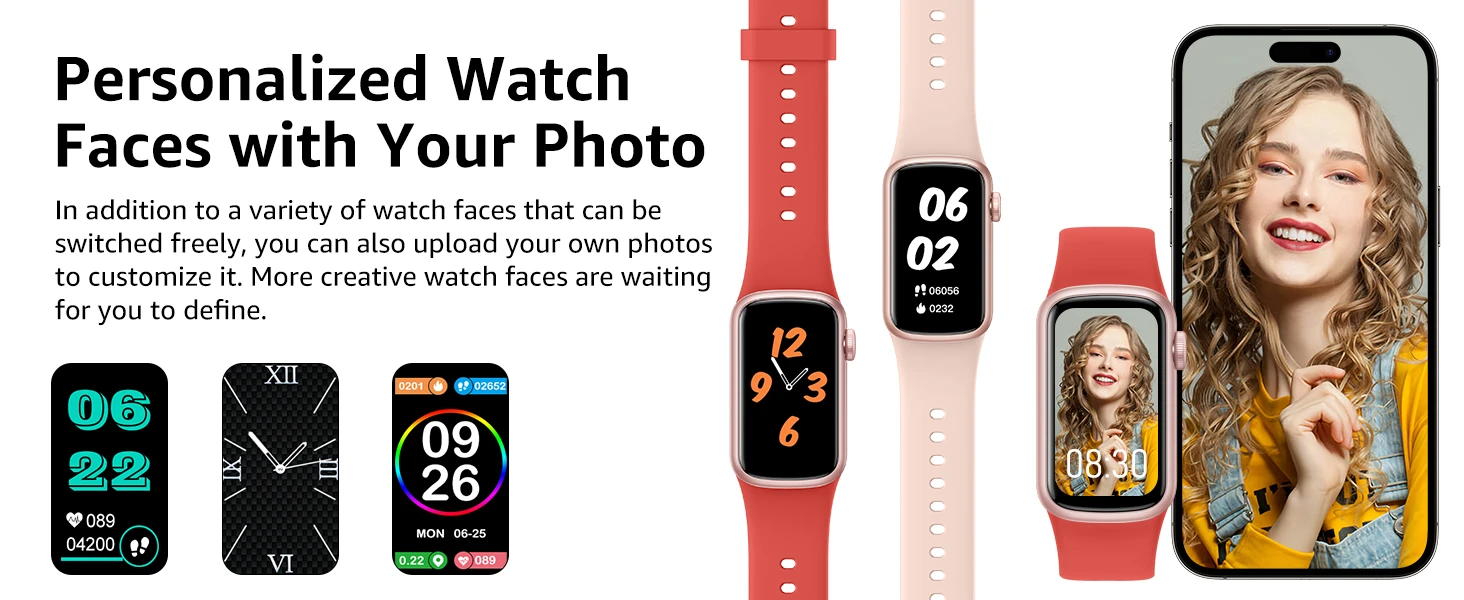 Personalized Watch
Faces with Your Photo
In addition to a variety of watch faces that can be
switched freely, you can also upload your own photos
to customize it. More creative watch faces are waiting
for you to define.
06
22
089
04200
XII
IX
III
VI
0201
02652
09
26
MON 06-25
0.22
089
12
9 3
6
06
02
06056
0232
08:30